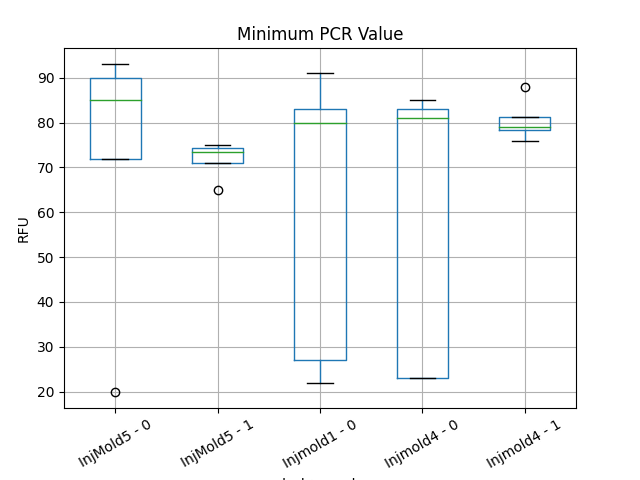 Minimum PCR Value
RFU
90
80
70
60
50
40
30
20
InjMold5 - 0
InjMold5 - 1
Injmold1 - 0
Injmold4 - 0
Injmold4 - 1